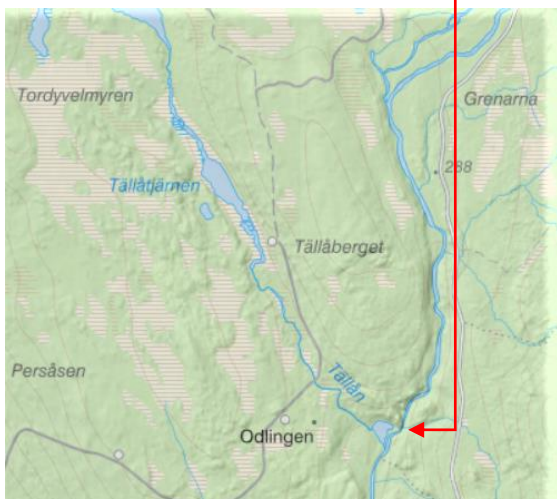 Tordyvelmyren
Grenarna
288
Tällåtjärnen
Tällåberget
Persåsen
Tällån
Odlingen